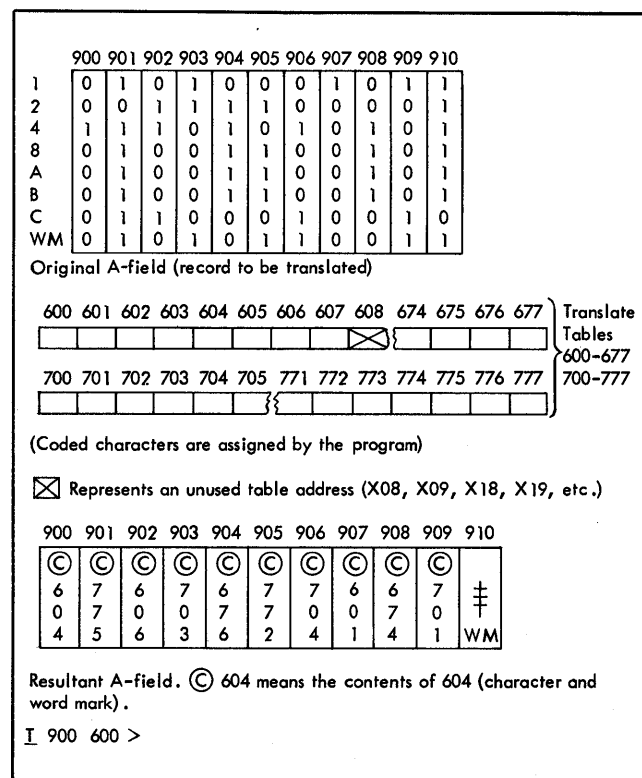 900 901 902 903 904 905 906 907 908 909 910
1 0 1 0 1 0 0 0 1 0 1 1
2 0 0 1 1 1 1 0 0 0 0 1
4 1 1 1 0 1 0 1 0 1 0 1
8 0 1 0 0 1 1 0 0 1 0 1
A 0 1 0 0 1 1 0 0 1 0 1
B 0 1 0 0 1 1 0 0 1 0 1
C 0 1 1 0 0 0 1 0 0 1 0
WM 0 1 0 1 0 1 1 0 0 1 1
Original A-field (record to be translated)
600 601 602 603 604 605 606 607 608 674 675 676 677 Translate
Tables
600-677
700-777
700 701 702 703 704 705 771 772 773 774 775 776 777
(Coded characters are assigned by the program)
Represents an unused table address (X08, X09, X18, X19, etc.)
900 901 902 903 904 905 906 907 908 909 910
Ⓒ Ⓒ Ⓒ Ⓒ Ⓒ Ⓒ Ⓒ Ⓒ Ⓒ Ⓒ
6 7 6 7 6 7 7 6 6 7 ⧧
0 7 0 0 7 7 0 0 7 0
4 5 6 3 6 2 4 1 4 1 WM
Resultant A-field. Ⓒ 604 means the contents of 604 (character and
word mark).
T 900 600 >